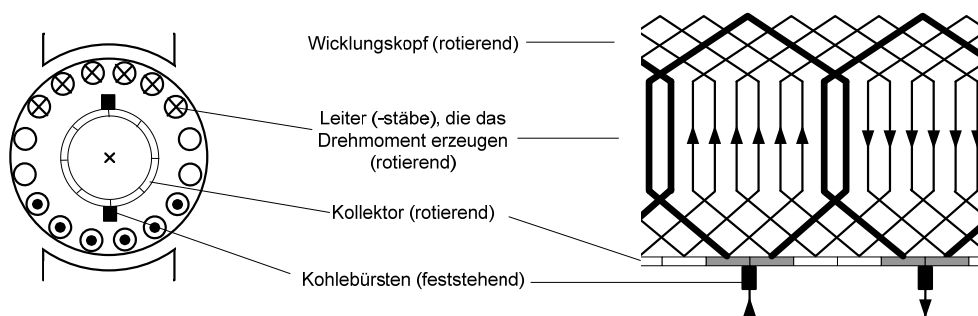 Wicklungskopf (rotierend)
Leiter (-stäbe), die das
Drehmoment erzeugen
(rotierend)
Kollektor (rotierend)
Kohlebürsten (feststehend)